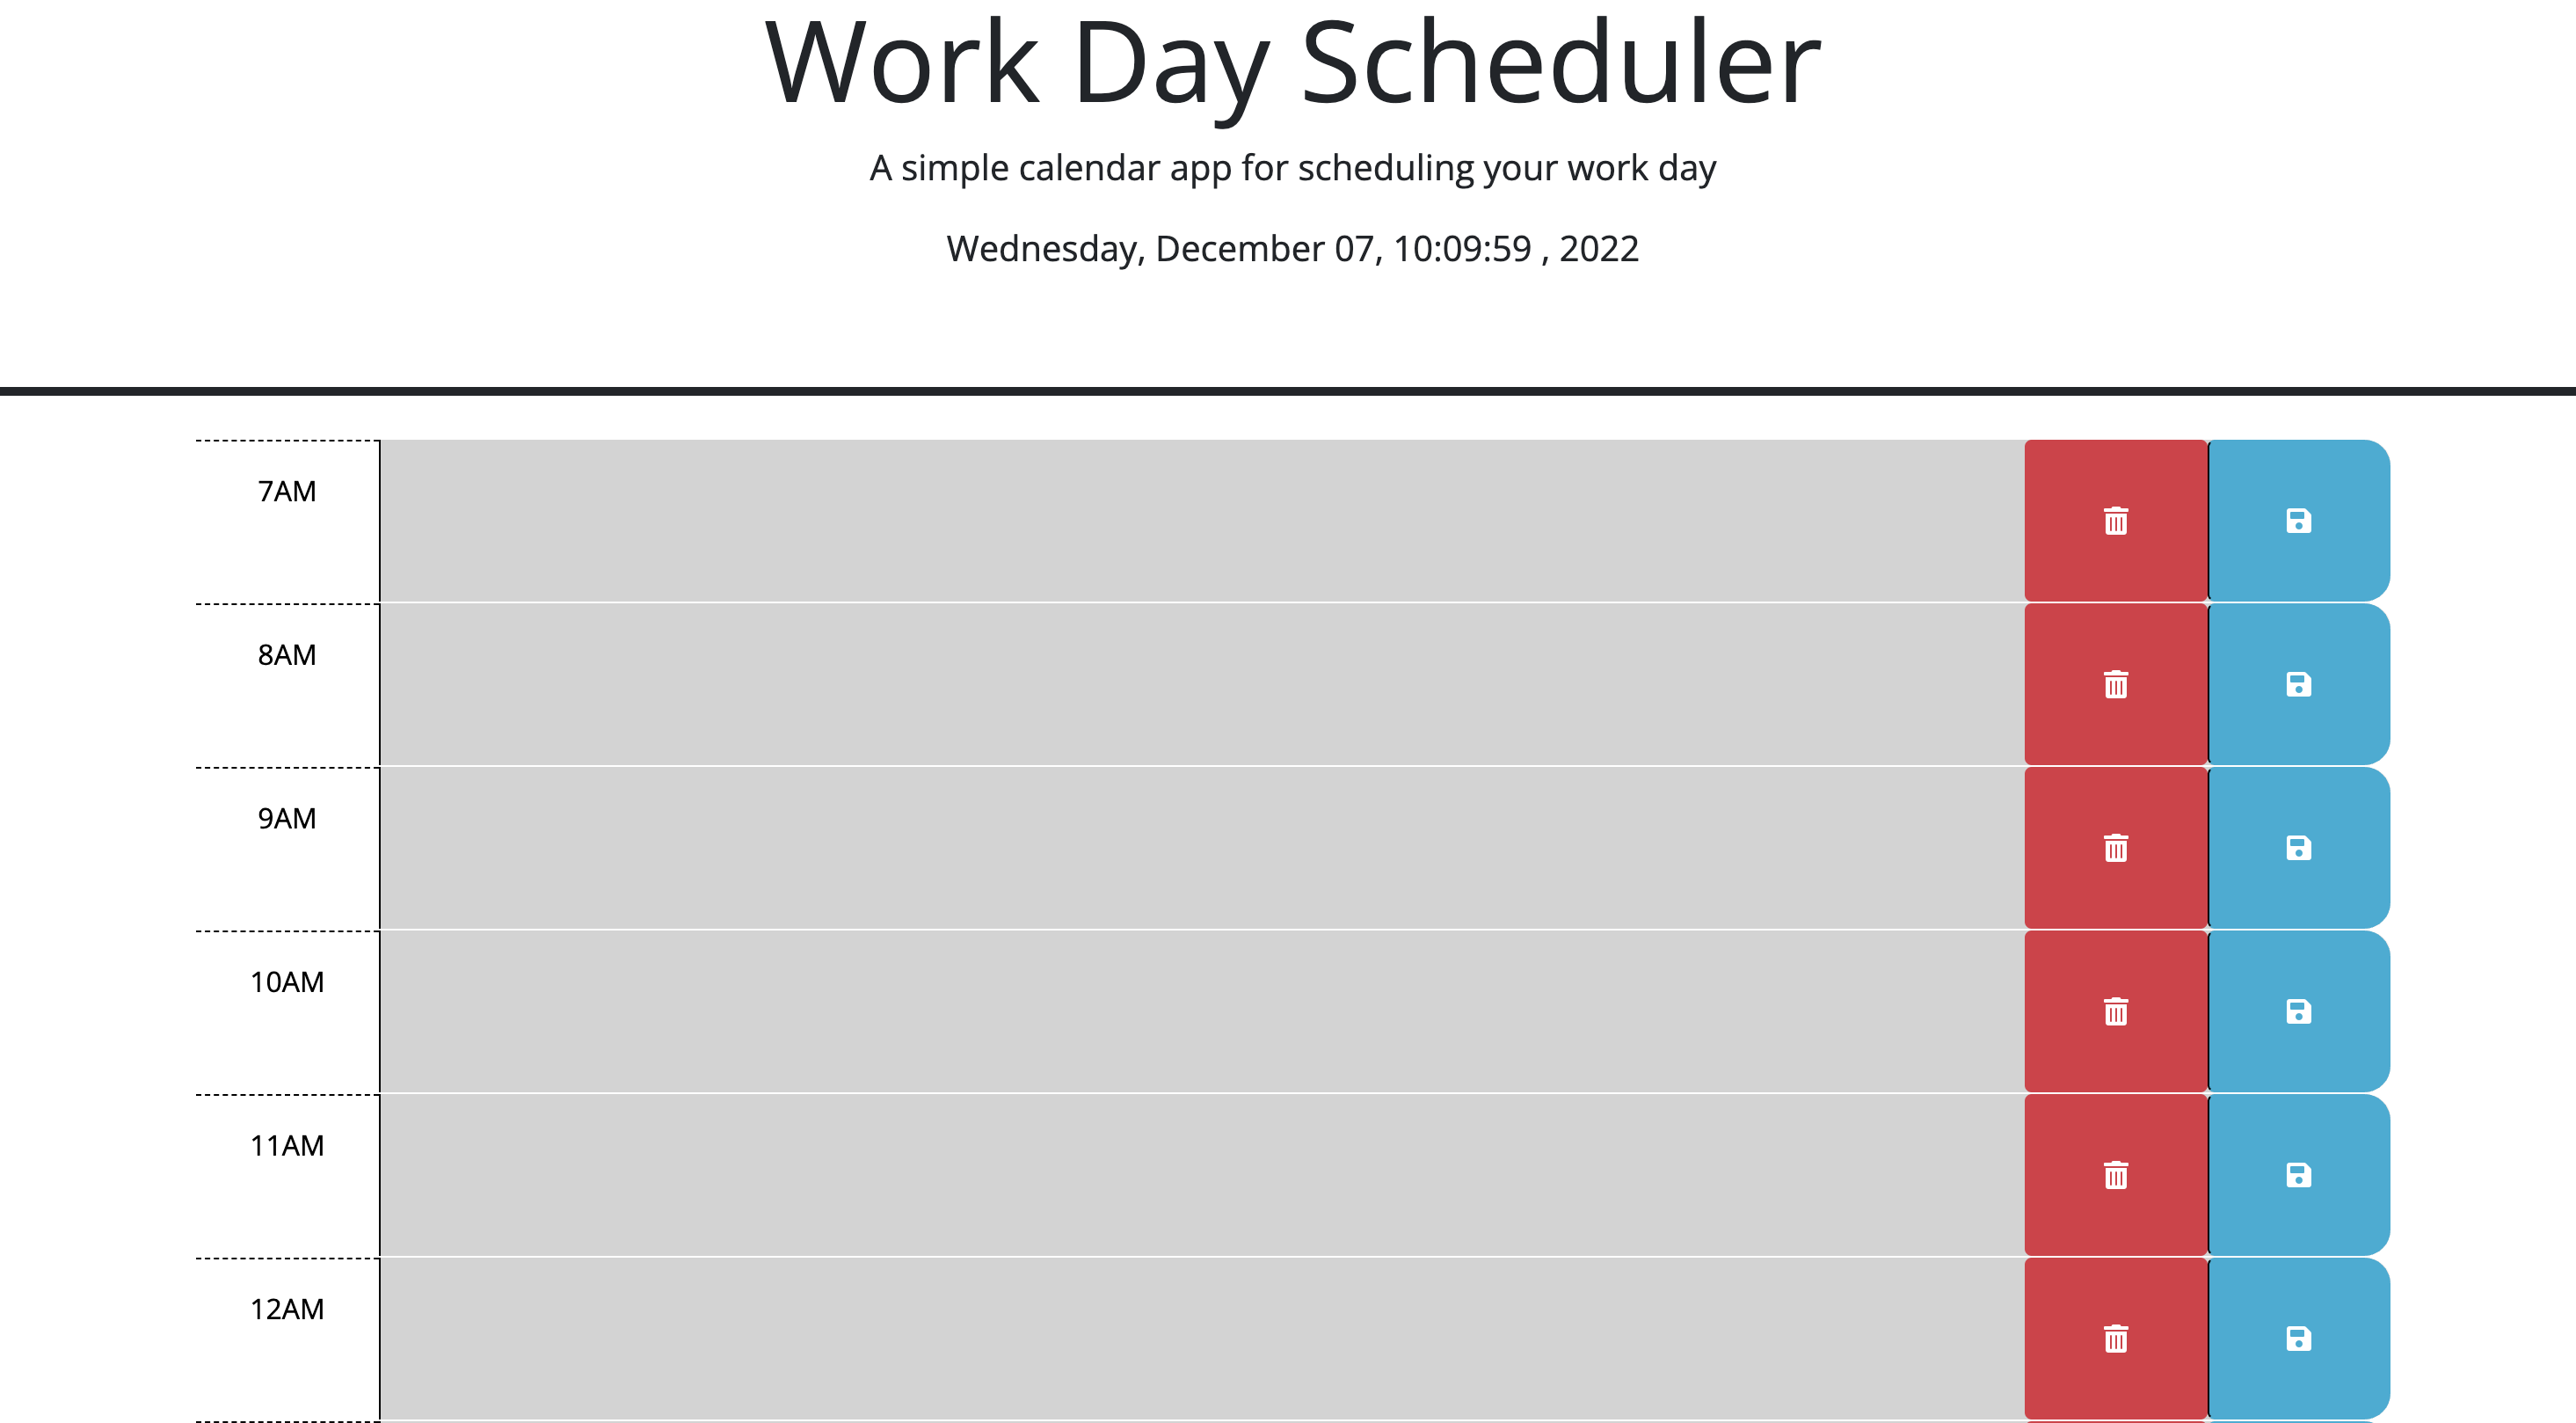 Work Day Scheduler
A simple calendar app for scheduling your work day
Wednesday, December 07, 10:09:59 , 2022
7AM
8AM
9AM
10AM
11AM
12AM